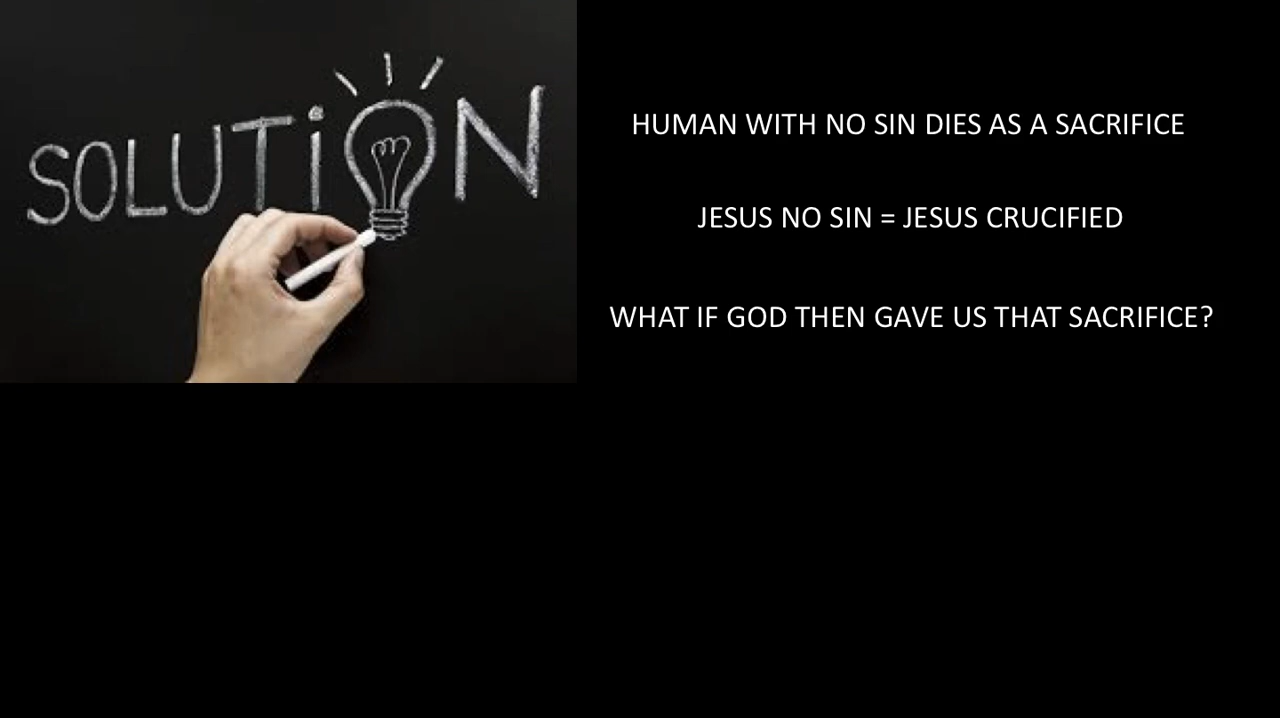 SOLUTiON
HUMAN WITH NO SIN DIES AS A SACRIFICE
JESUS NO SIN = JESUS CRUCIFIED
WHAT IF GOD THEN GAVE US THAT SACRIFICE?